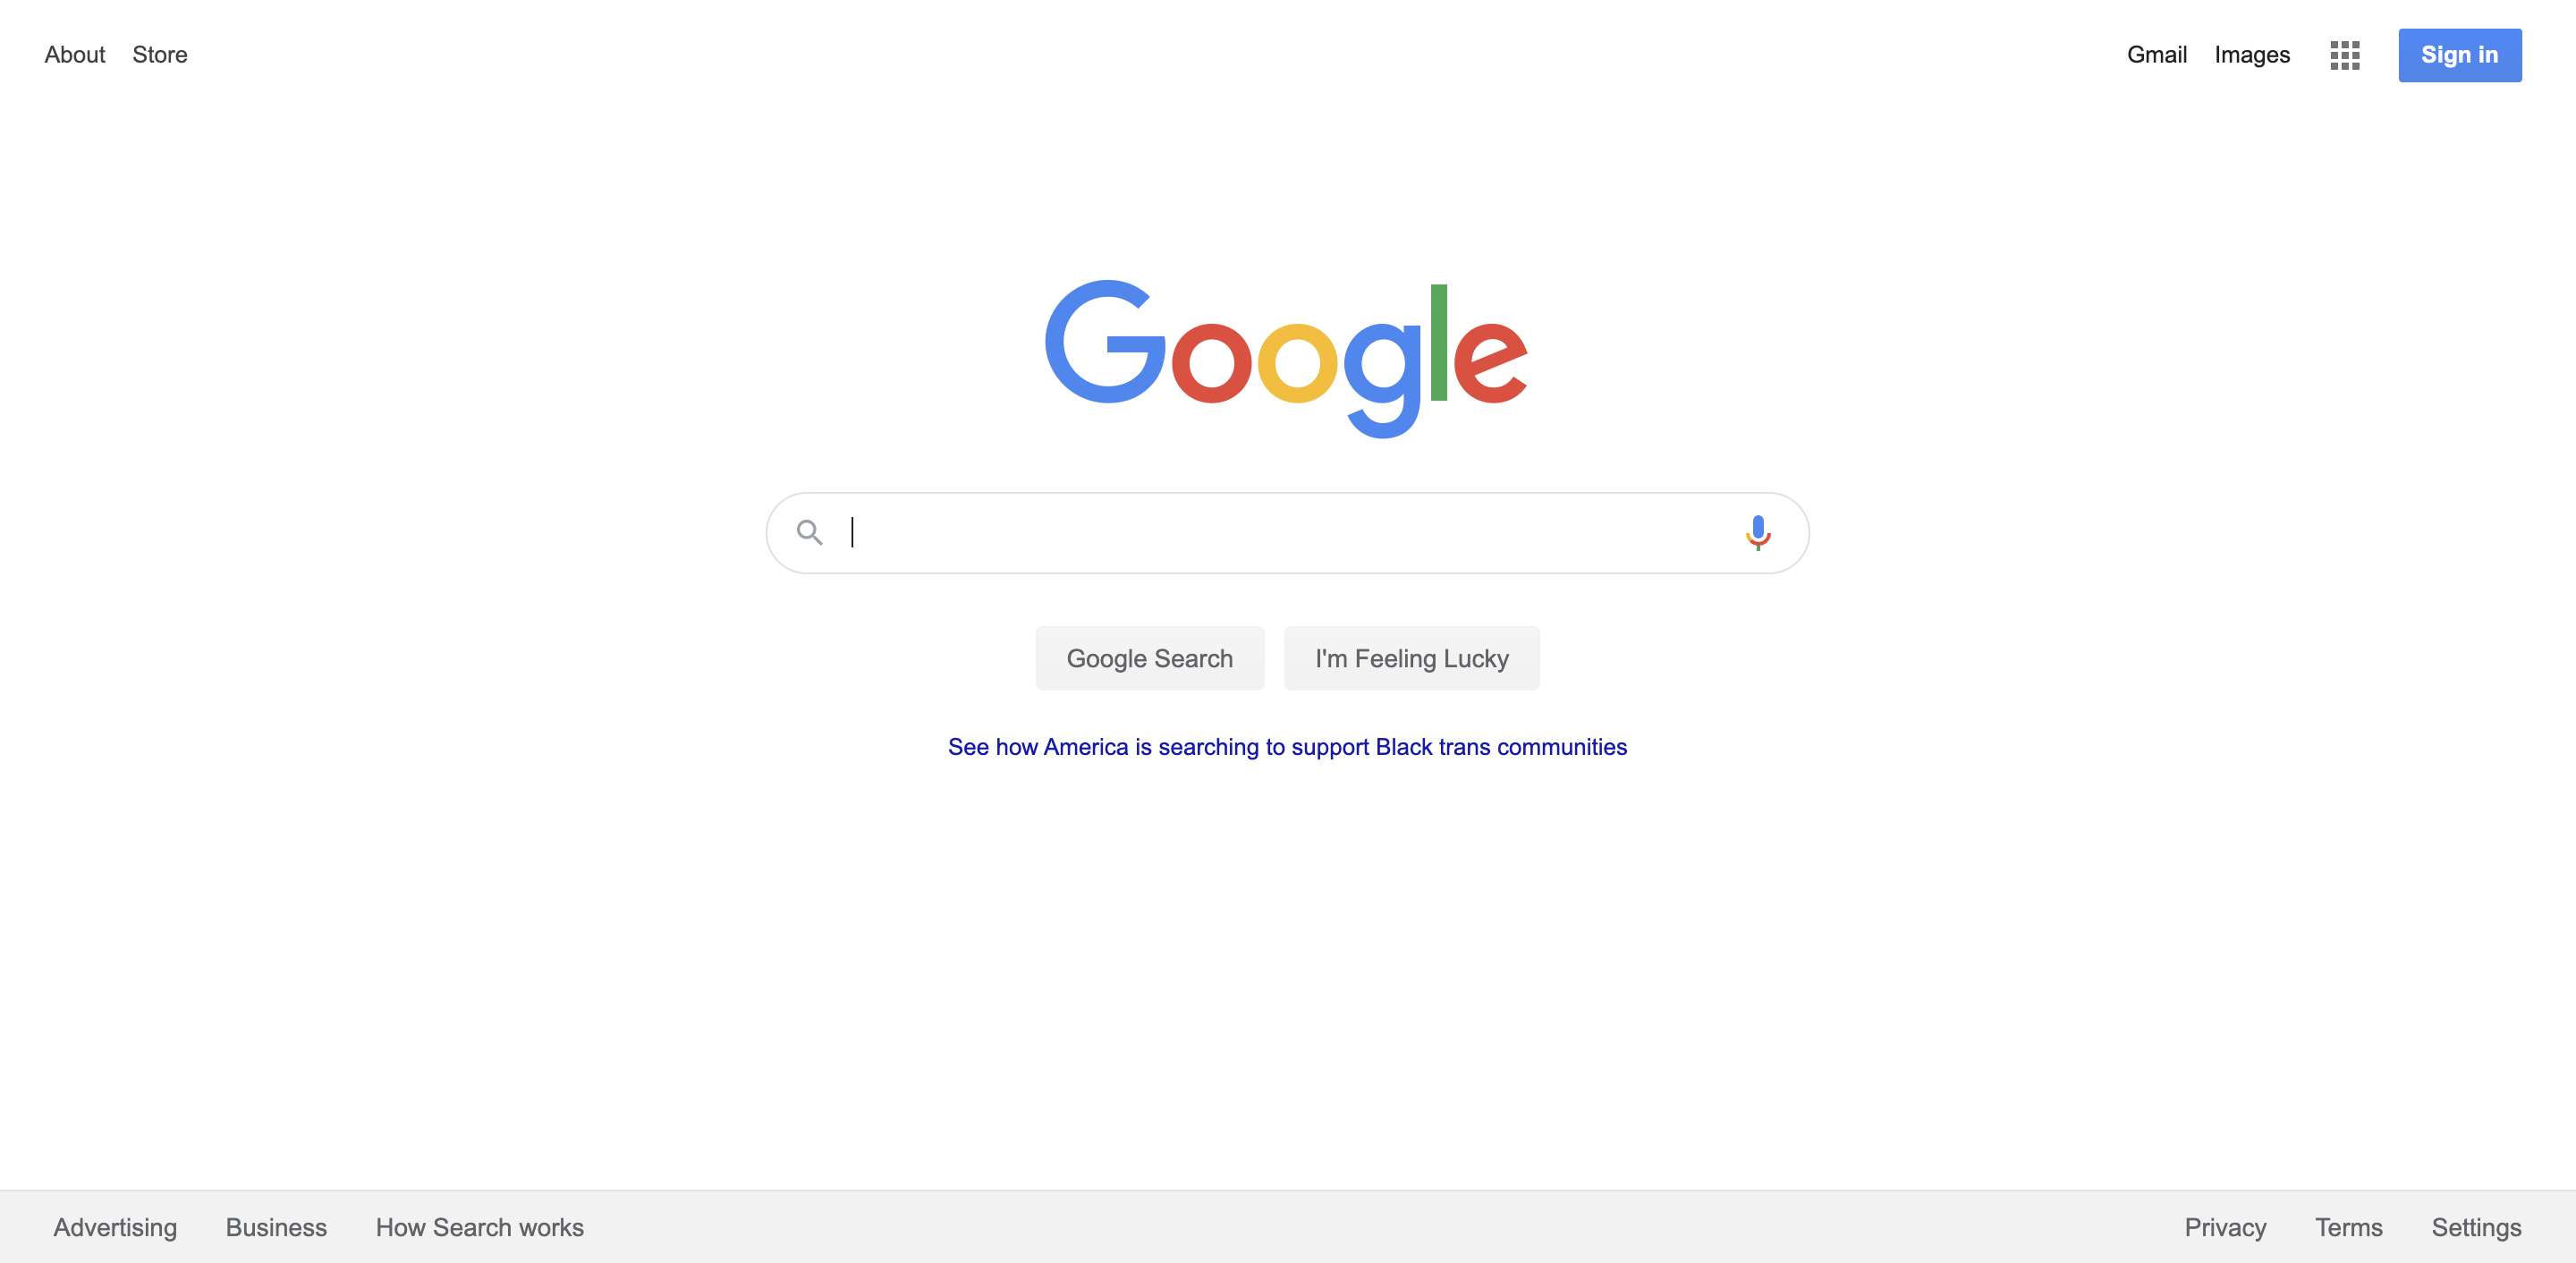 About Store Gmail Images Sign in
Google
Google Search I'm Feeling Lucky
See how America is searching to support Black trans communities
Advertising Business How Search works Privacy Terms Settings